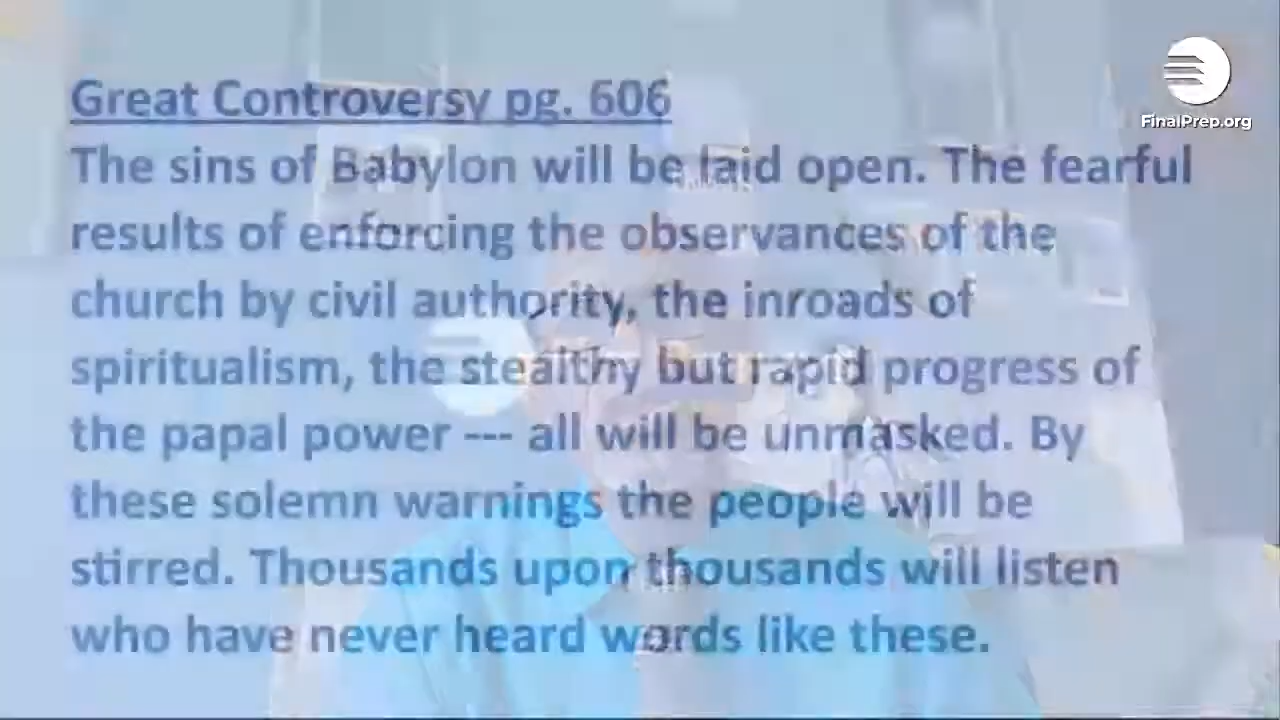 Great Controversy pg. 606
FinalPrep.org
The sins of Babylon will be laid open. The fearful
results of enforcing the observances of the
church by civil authority, the inroads of
spiritualism, the stealthy but rapid progress of
the papal power --- all will be unmasked. By
these solemn warnings the people will be
stirred. Thousands upon thousands will listen
who have never heard words like these.